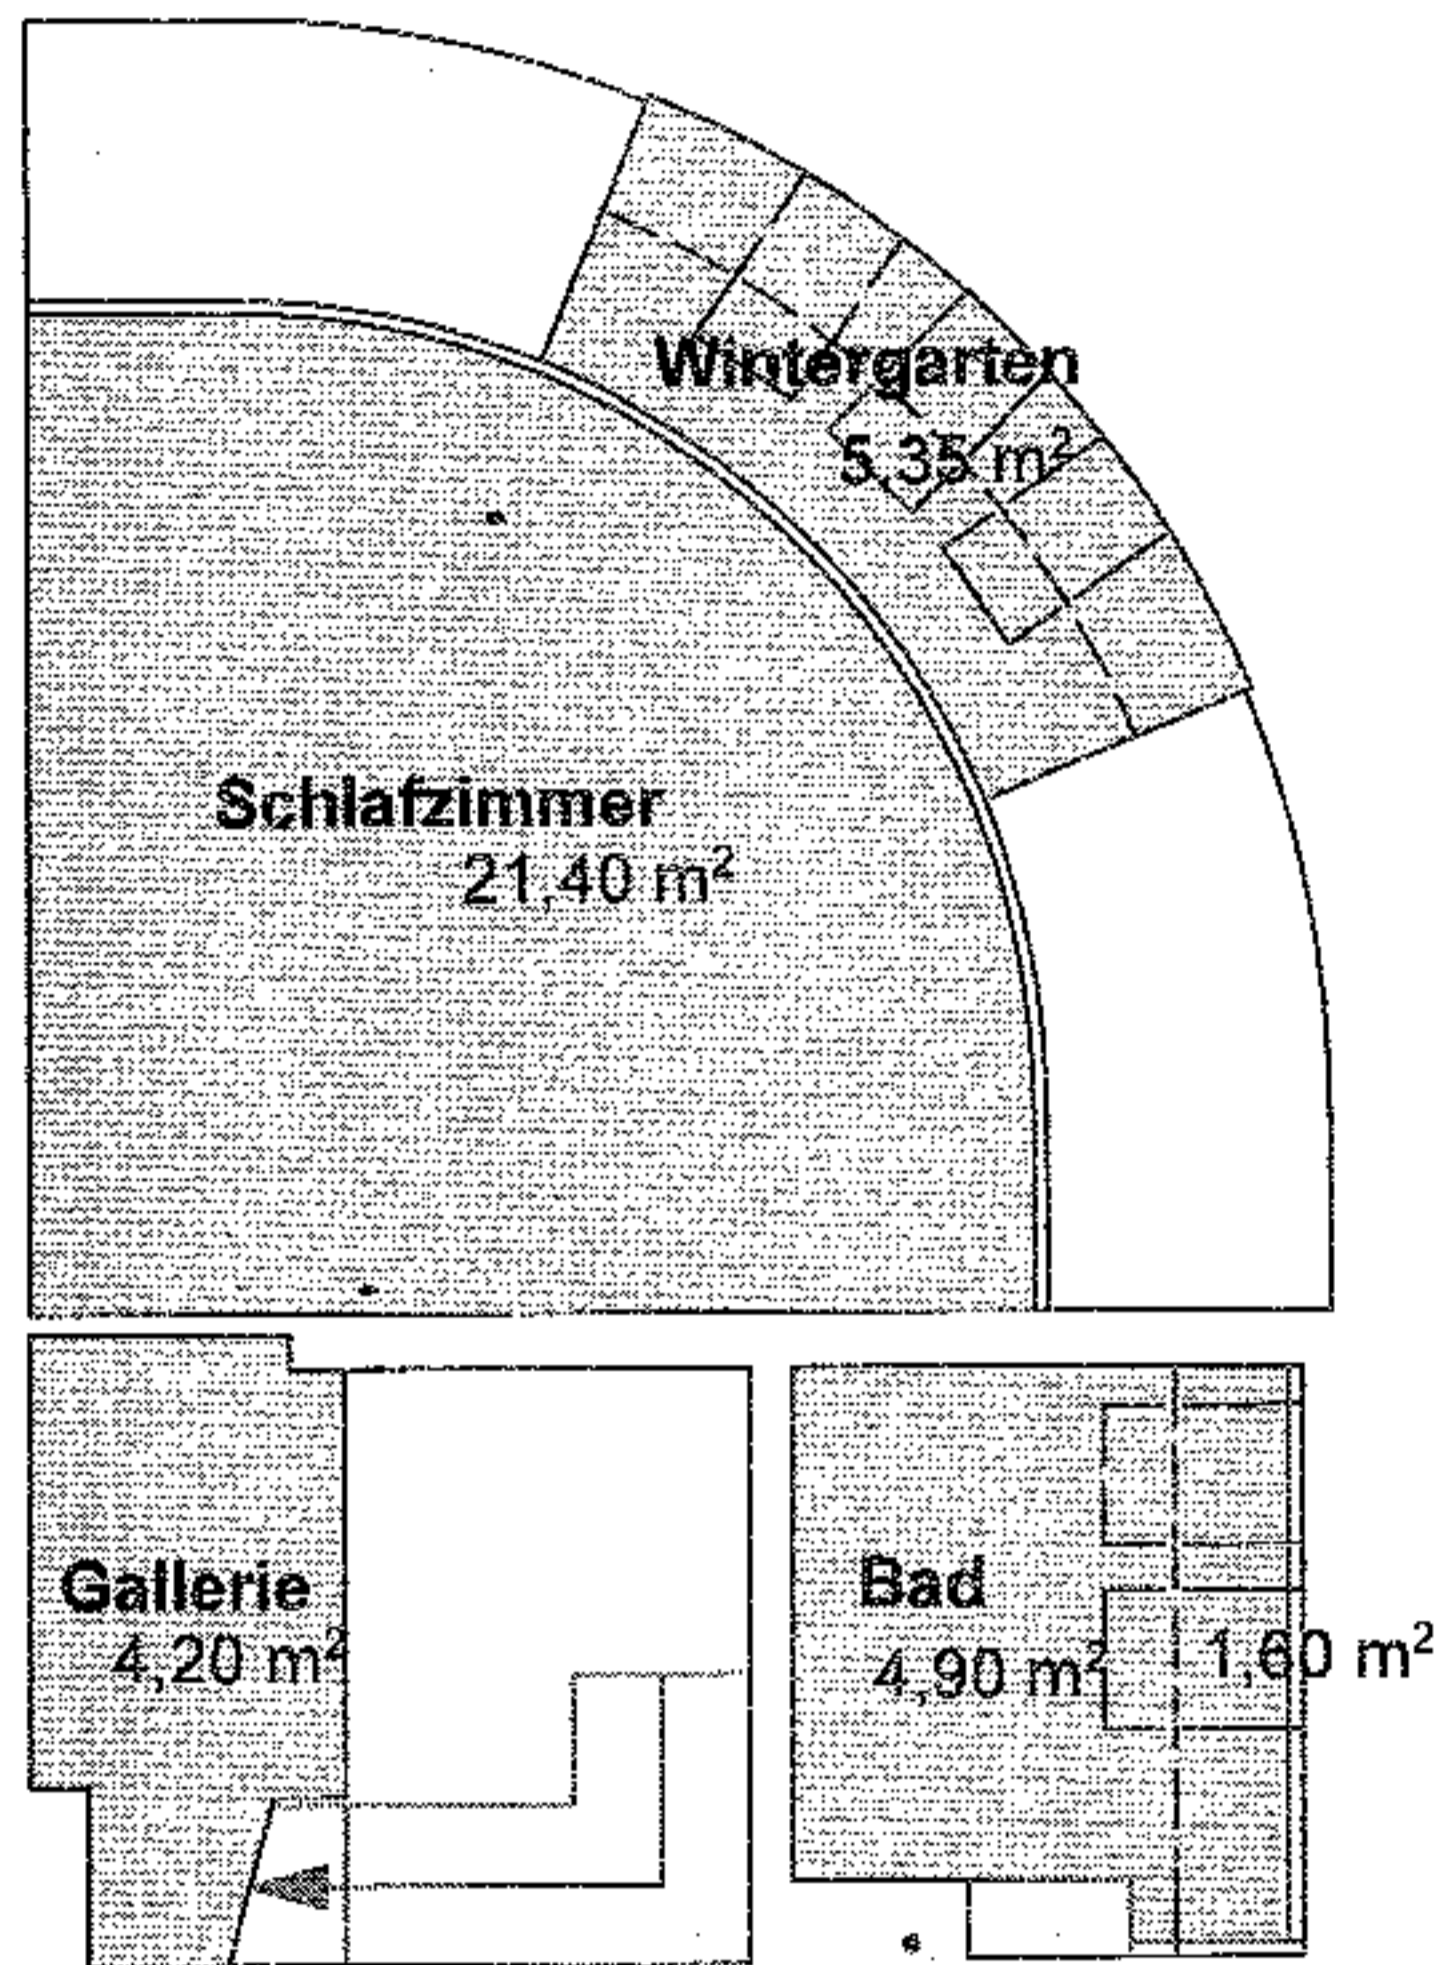 Wintergarten
5,35 m²
Schlafzimmer
21,40 m²
Gallerie
4,20 m²
Bad
4,90 m²
1,60 m²